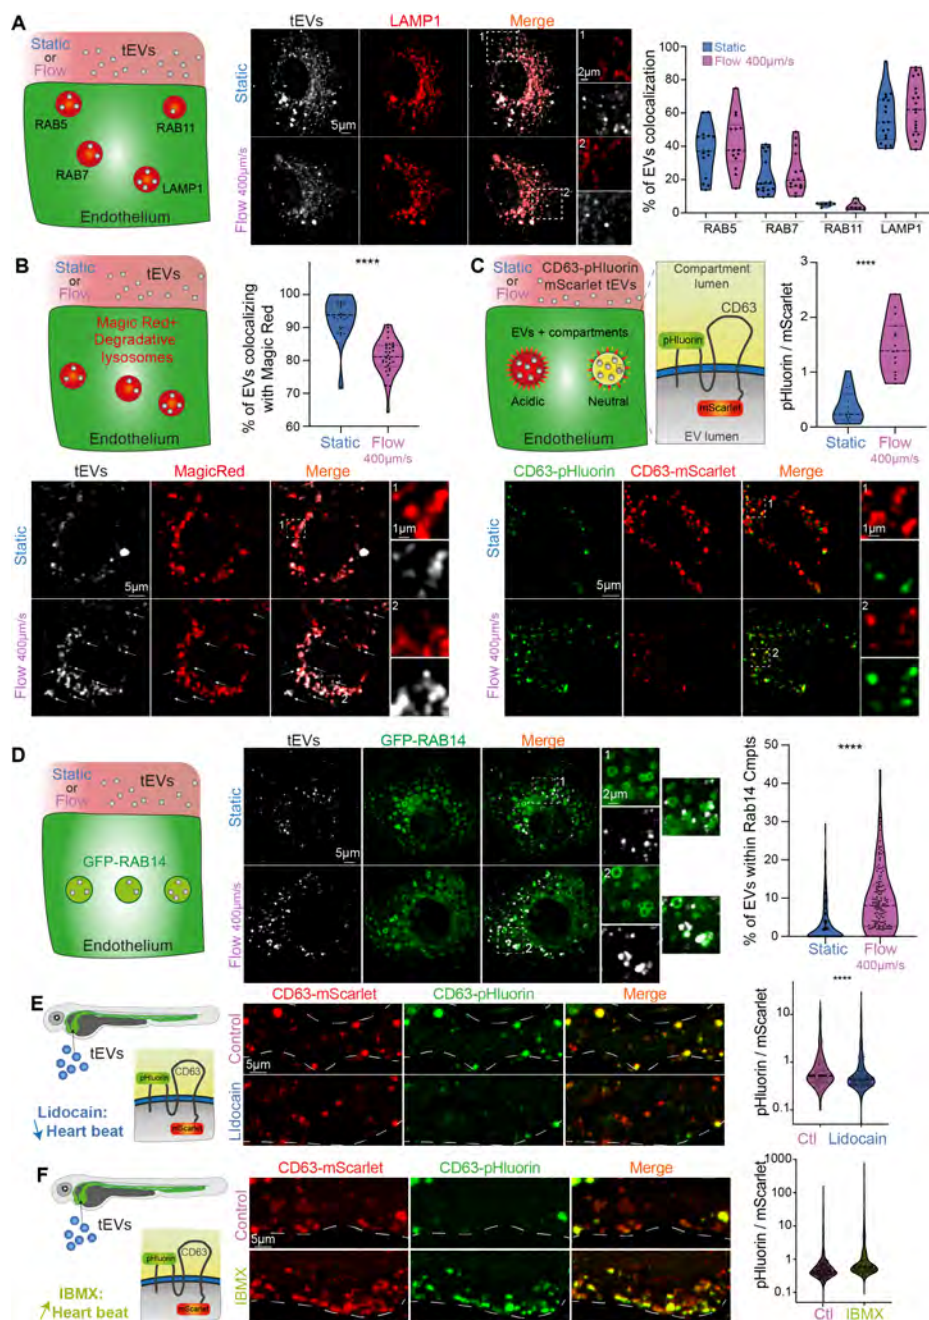 A
Static
or
Flow
tEVs
RAB5
RAB11
RAB7
LAMP1
Endothelium
tEVs
LAMP1
Merge
Static
Flow 400µm/s
5µm
1
2
1
2µm
2
% of EVs colocalization
100
80
60
40
20
0
Static
Flow 400µm/s
RAB5
RAB7
RAB11
LAMP1
B
Static
or
Flow
tEVs
Magic Red+
Degradative
lysosomes
Endothelium
% of EVs colocalizing
with Magic Red
100
90
80
70
60
****
Static
Flow
400µm/s
tEVs
MagicRed
Merge
Static
Flow 400µm/s
5µm
1
2
1
1µm
2
C
Static
or
Flow
CD63-pHluorin
mScarlet tEVs
EVs + compartments
Acidic
Neutral
Endothelium
Compartment
lumen
CD63
pHluorin
mScarlet
EV lumen
pHluorin / mScarlet
3
2
1
0
****
Static
Flow
400µm/s
CD63-pHluorin
CD63-mScarlet
Merge
Static
Flow 400µm/s
5µm
1
2
1
1µm
2
D
Static
or
Flow
tEVs
GFP-RAB14
Endothelium
tEVs
GFP-RAB14
Merge
Static
Flow 400µm/s
5µm
1
2
1
2µm
2
% of EVs within Rab14 Cmpts
50
40
30
20
10
0
****
Static
Flow
400µm/s
E
tEVs
Lidocain:
Heart beat
pHluorin
CD63
mScarlet
CD63-mScarlet
CD63-pHluorin
Merge
Control
Lidocain
5µm
pHluorin / mScarlet
10
1
0.1
****
Ctl
Lidocain
F
tEVs
IBMX:
Heart beat
pHluorin
CD63
mScarlet
CD63-mScarlet
CD63-pHluorin
Merge
Control
IBMX
5µm
pHluorin / mScarlet
1000
100
10
1
0.1
Ctl
IBMX